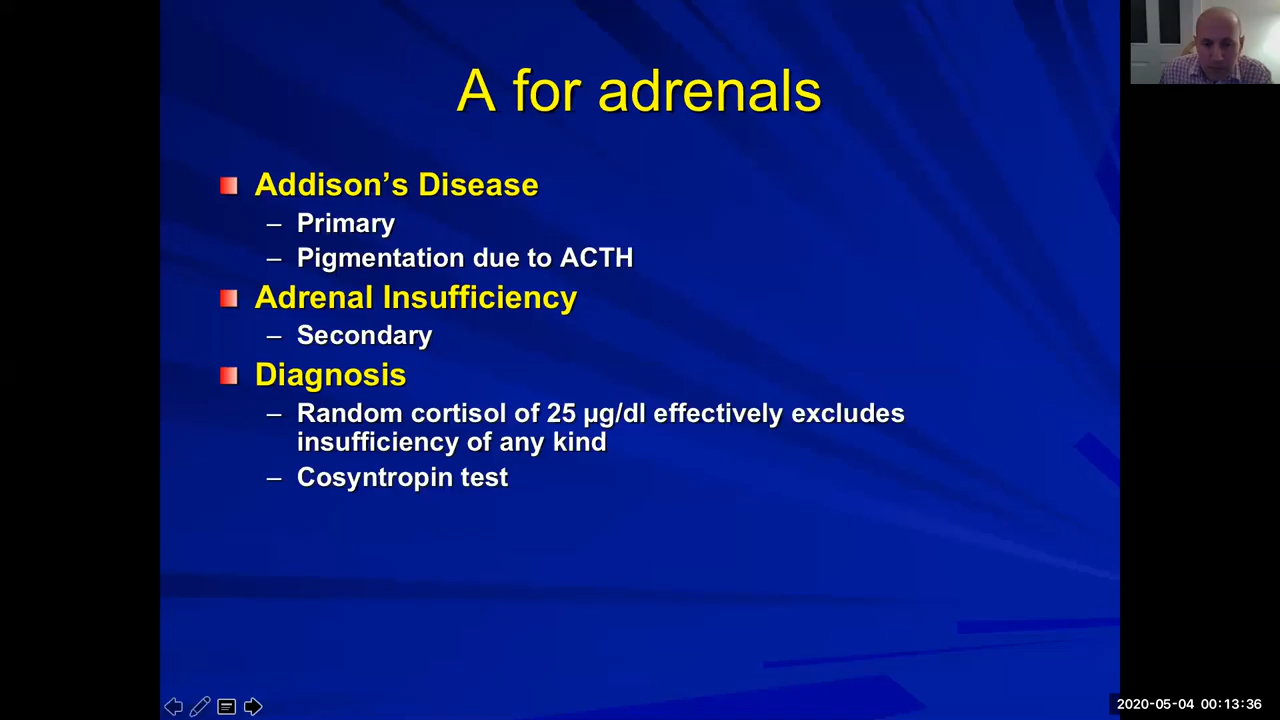 A for adrenals
Addison’s Disease
– Primary
– Pigmentation due to ACTH
Adrenal Insufficiency
– Secondary
Diagnosis
– Random cortisol of 25 µg/dl effectively excludes
insufficiency of any kind
– Cosyntropin test
2020-05-04 00:13:36